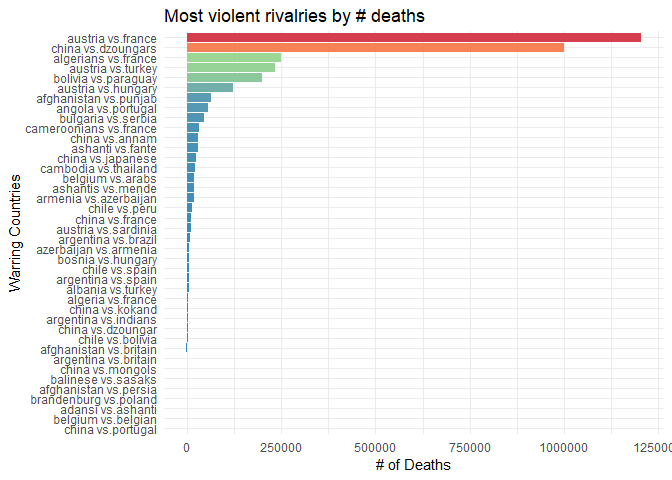 Most violent rivalries by # deaths
Warring Countries
austria vs.france
china vs.dzoungars
algerians vs.france
austria vs.turkey
bolivia vs.paraguay
austria vs.hungary
afghanistan vs.punjab
angola vs.portugal
bulgaria vs.serbia
cameroonians vs.france
china vs.annam
ashanti vs.fante
china vs.japanese
cambodia vs.thailand
belgium vs.arabs
ashantis vs.mende
armenia vs.azerbaijan
chile vs.peru
china vs.france
austria vs.sardinia
argentina vs.brazil
azerbaijan vs.armenia
bosnia vs.hungary
chile vs.spain
argentina vs.spain
albania vs.turkey
algeria vs.france
china vs.kokand
argentina vs.indians
china vs.dzoungar
chile vs.bolivia
afghanistan vs.britain
argentina vs.britain
china vs.mongols
balinese vs.sasaks
afghanistan vs.persia
brandenburg vs.poland
adansi vs.ashanti
belgium vs.belgian
china vs.portugal
0 250000 500000 750000 1000000 1250000
# of Deaths